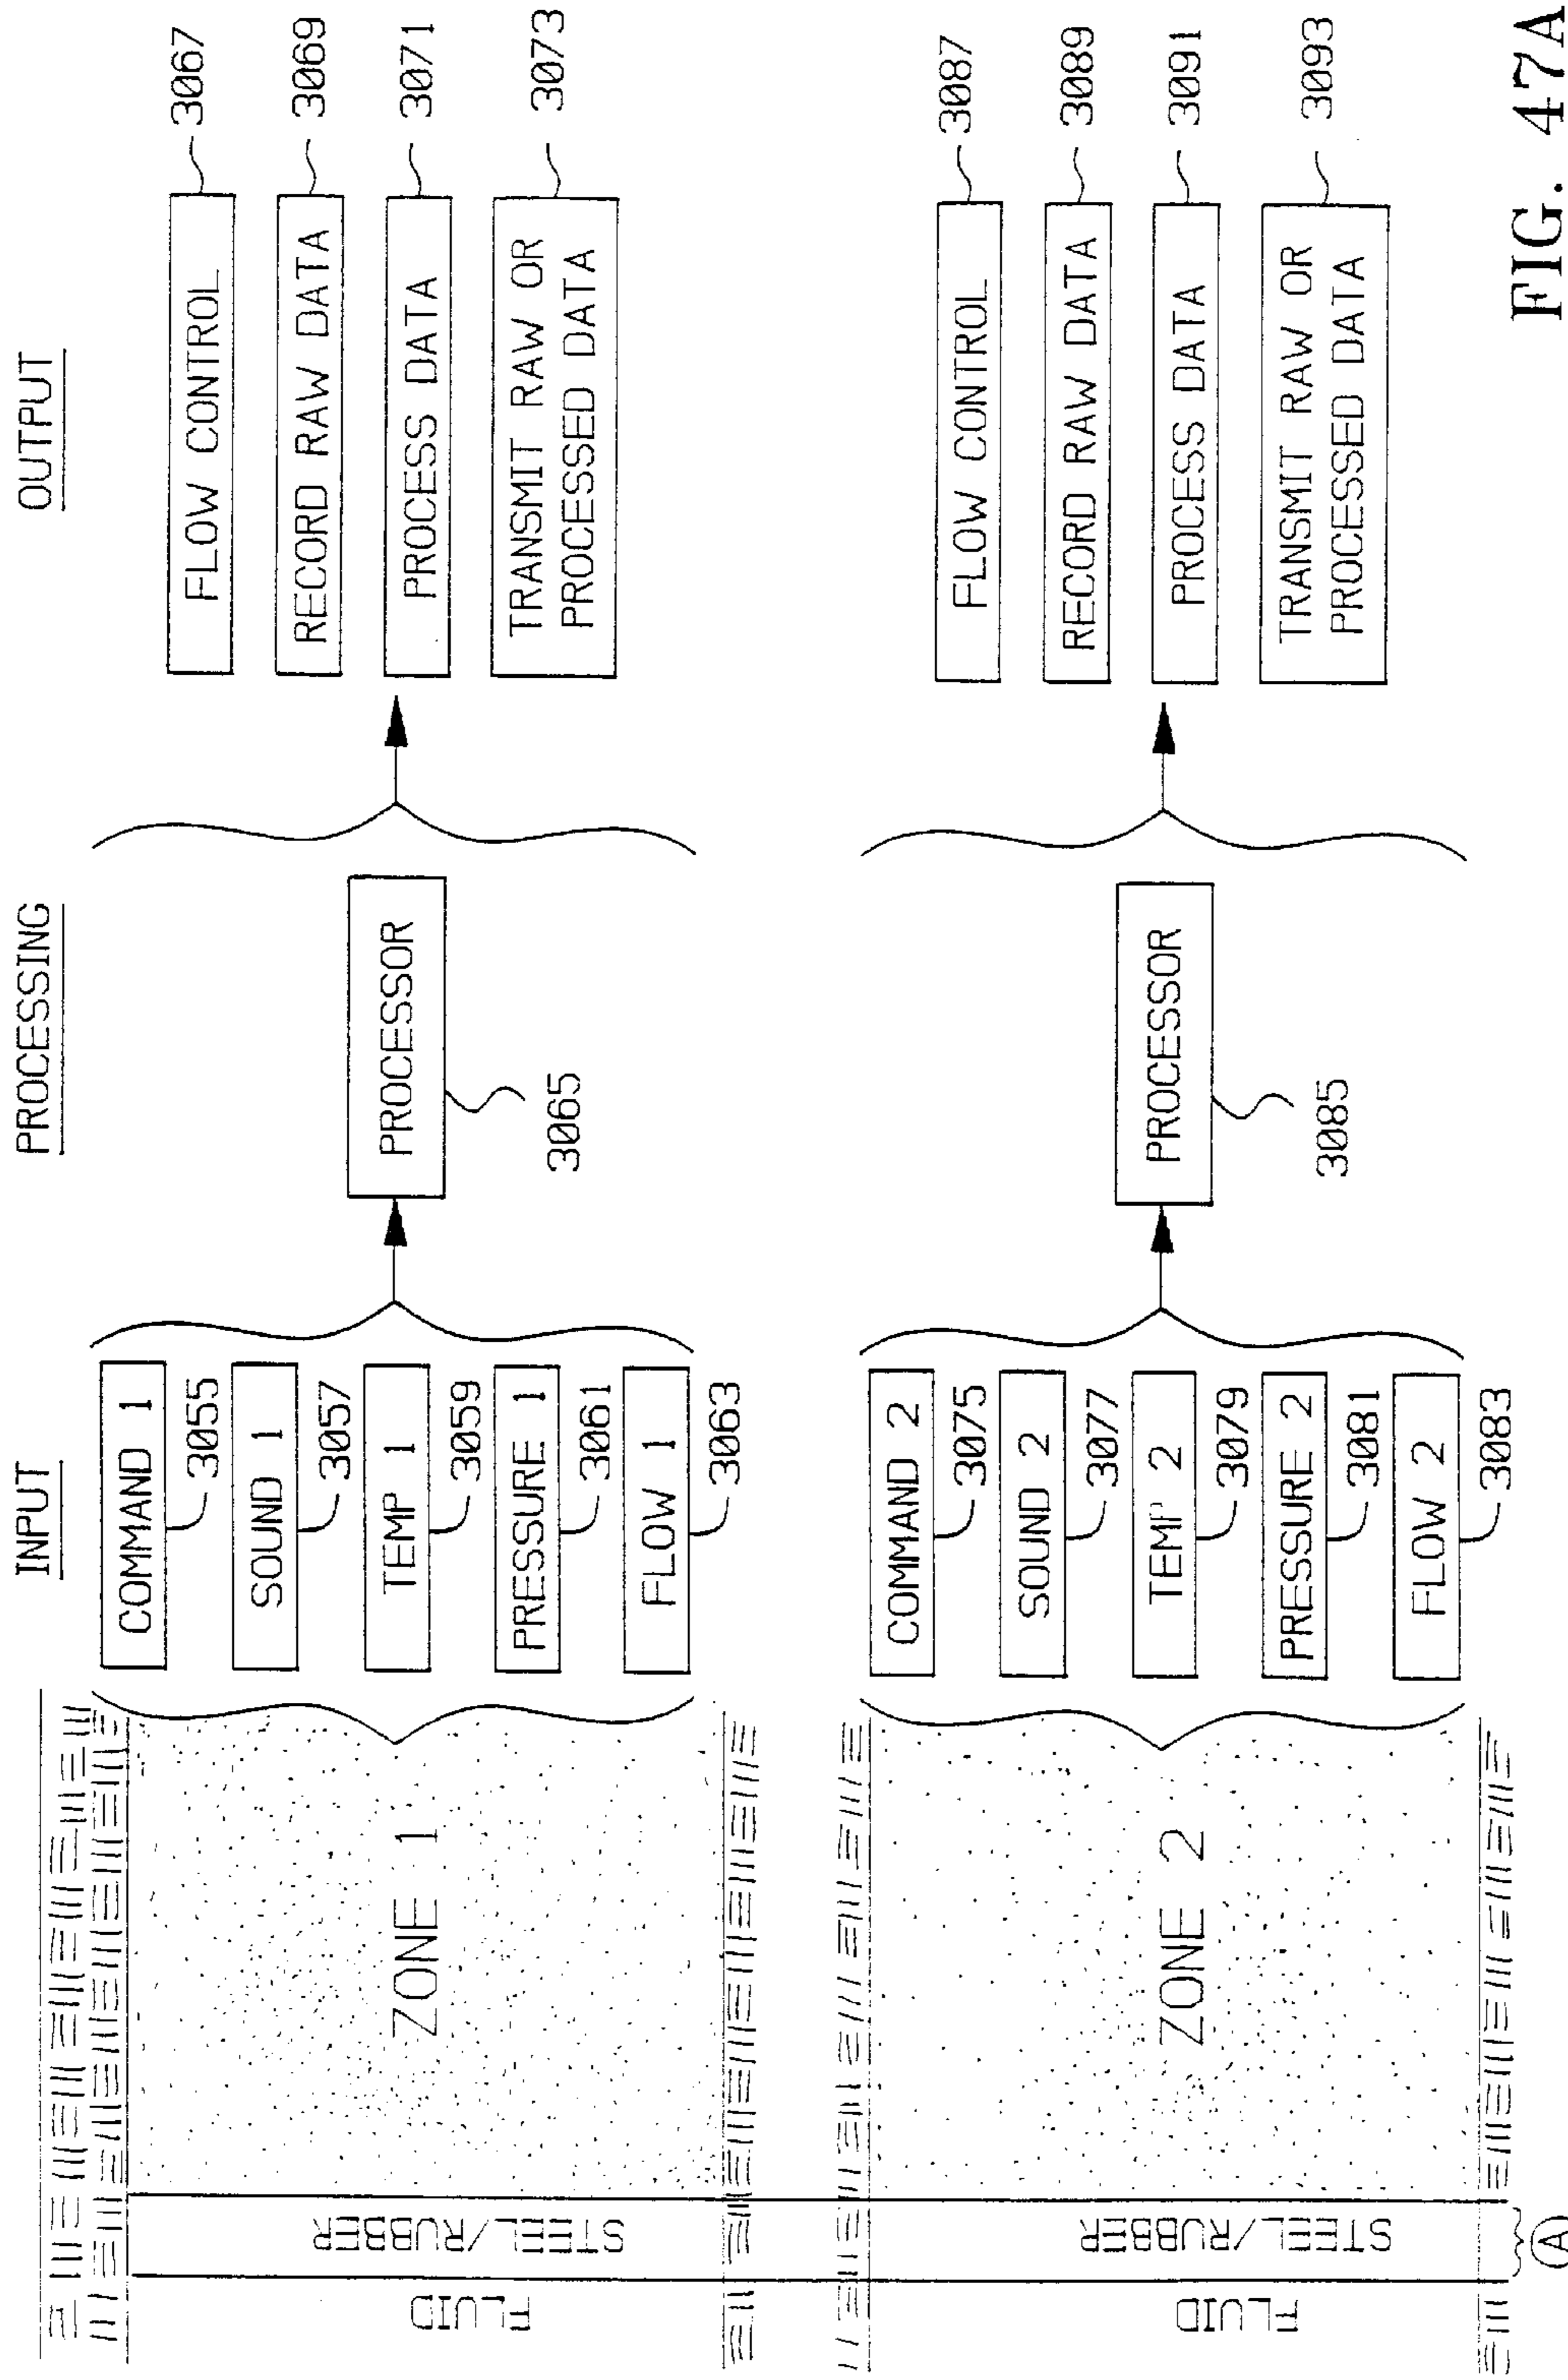 INPUT
PROCESSING
OUTPUT
FLUID
STEEL/RUBBER
ZONE 1
COMMAND 1
3055
SOUND 1
3057
TEMP 1
3059
PRESSURE 1
3061
FLOW 1
3063
PROCESSOR
3065
FLOW CONTROL
3067
RECORD RAW DATA
3069
PROCESS DATA
3071
TRANSMIT RAW OR
PROCESSED DATA
3073
FLUID
STEEL/RUBBER
ZONE 2
COMMAND 2
3075
SOUND 2
3077
TEMP 2
3079
PRESSURE 2
3081
FLOW 2
3083
PROCESSOR
3085
FLOW CONTROL
3087
RECORD RAW DATA
3089
PROCESS DATA
3091
TRANSMIT RAW OR
PROCESSED DATA
3093
A
FIG. 47A